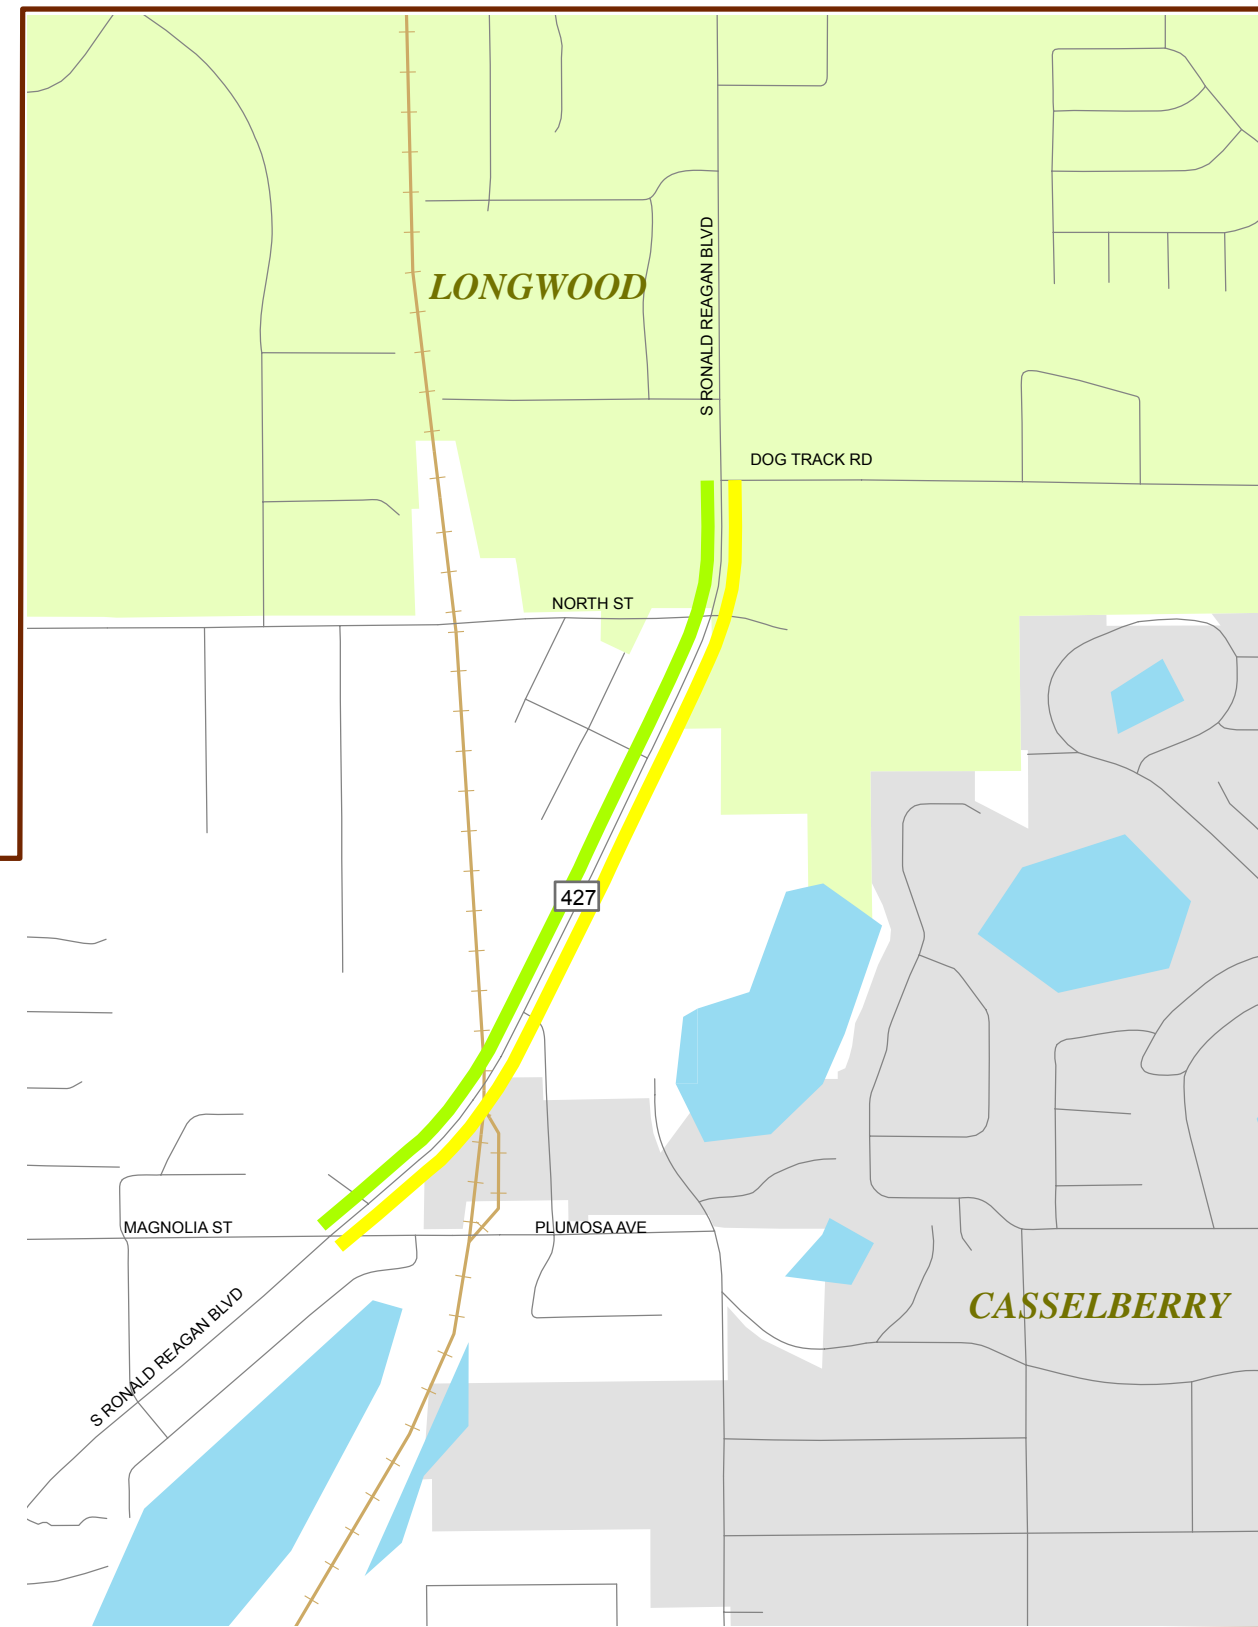 LONGWOOD
S RONALD REAGAN BLVD
DOG TRACK RD
NORTH ST
427
MAGNOLIA ST
PLUMOSA AVE
CASSELBERRY
S RONALD REAGAN BLVD